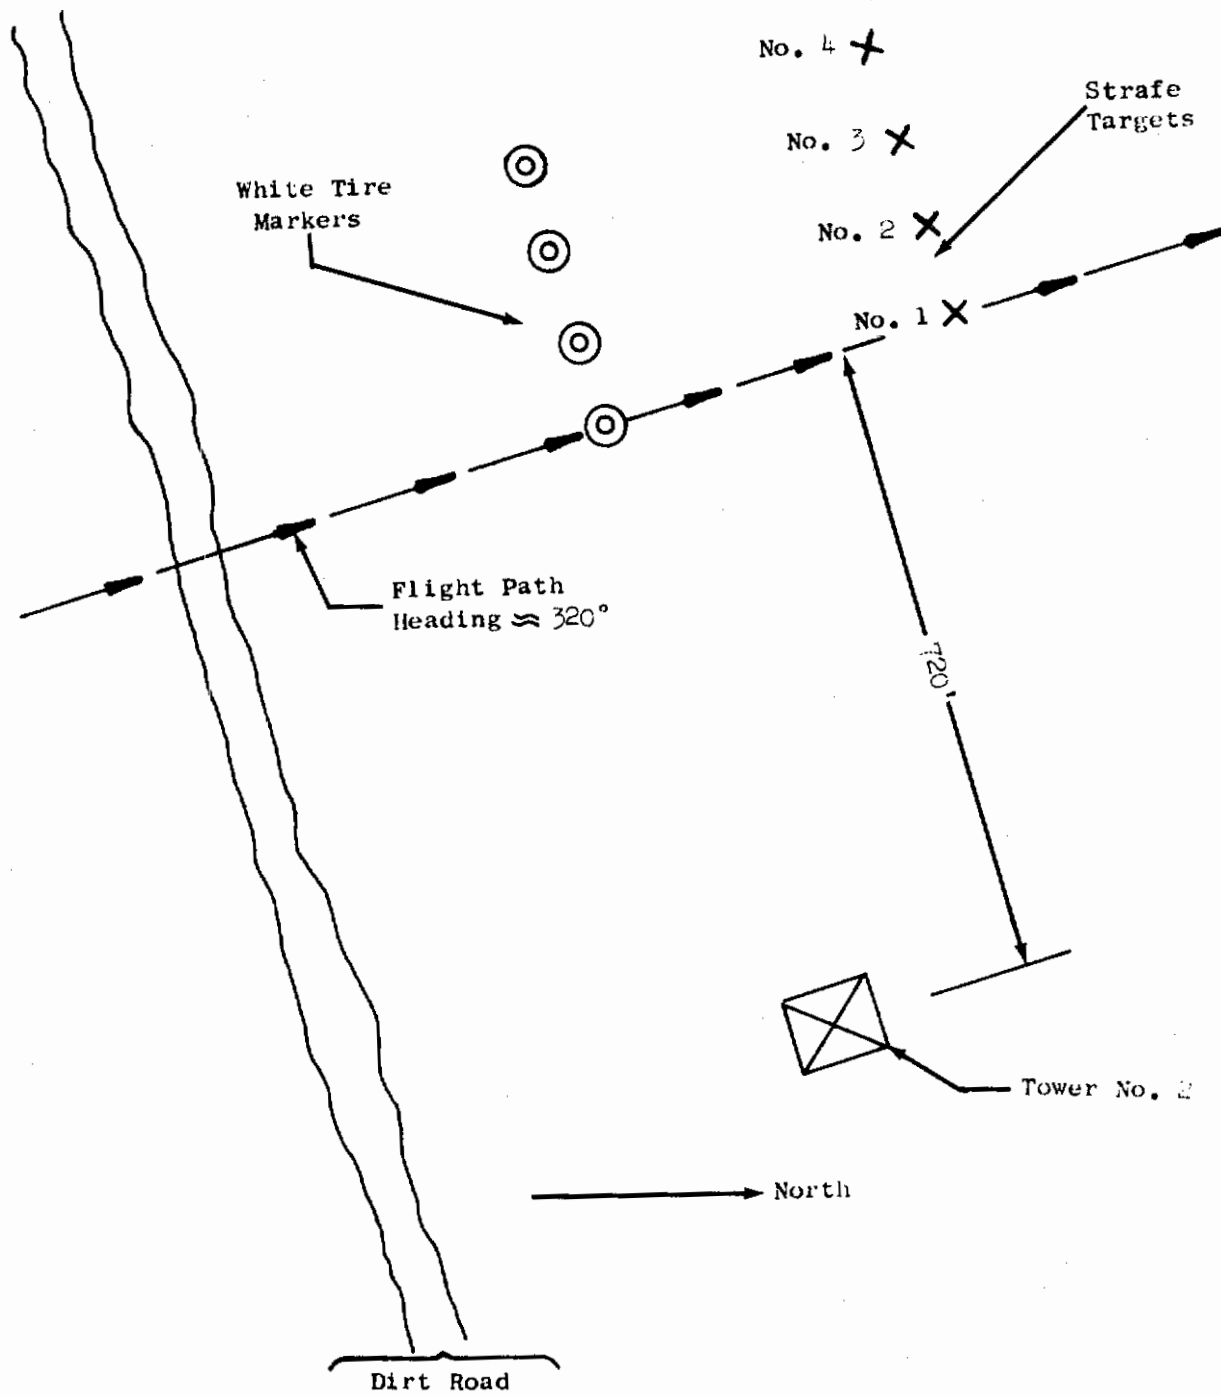 No. 4
Strafe
Targets
No. 3
White Tire
Markers
No. 2
No. 1
Flight Path
Heading ≈ 320°
720'
Tower No. 2
North
Dirt Road